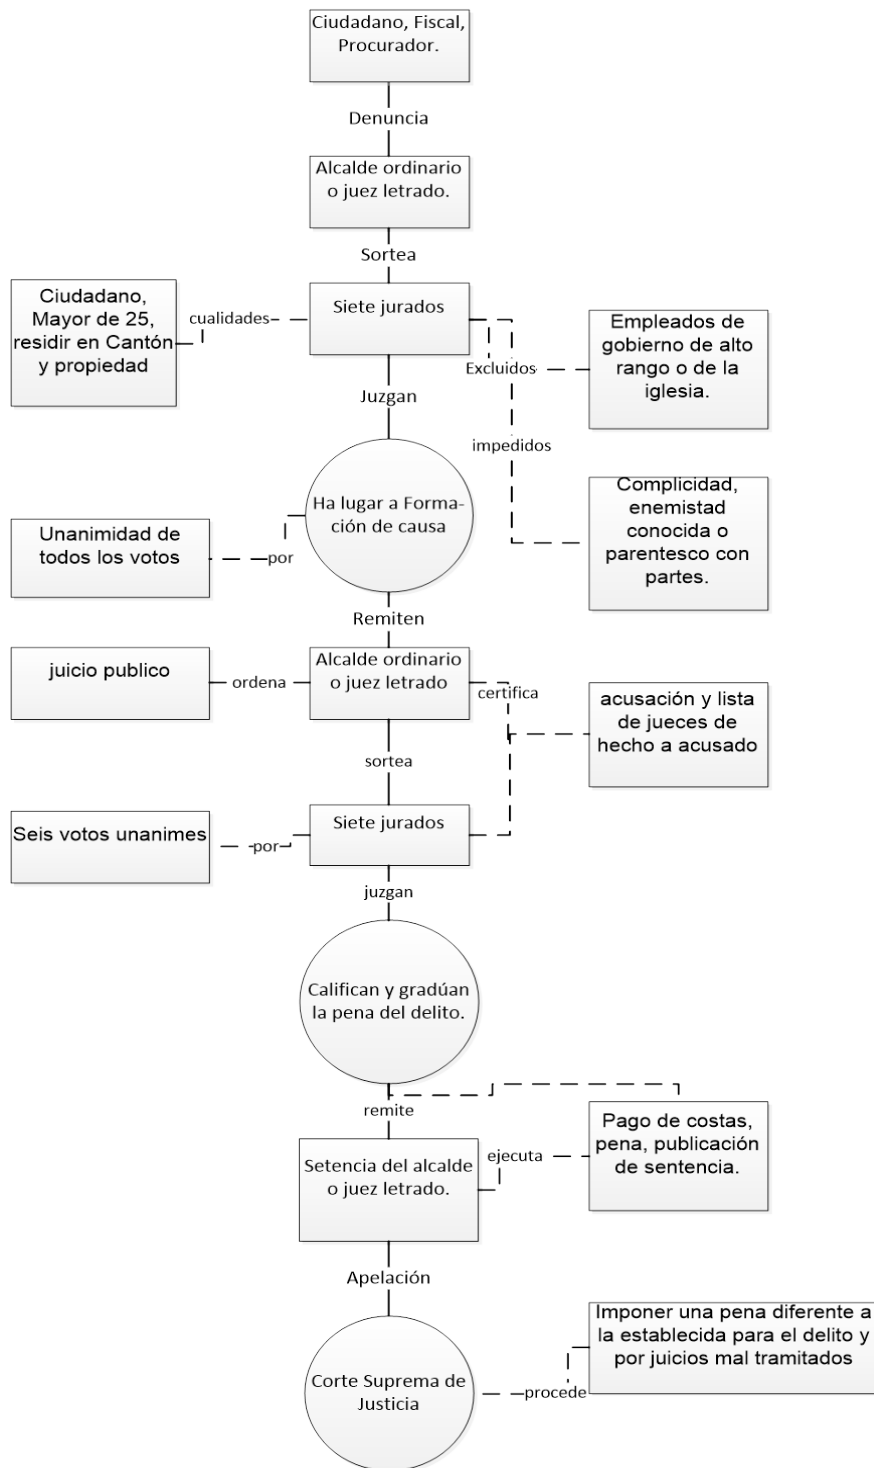 Ciudadano, Fiscal,
Procurador.
Denuncia
Alcalde ordinario
o juez letrado.
Sortea
Ciudadano,
Mayor de 25,
residir en Cantón
y propiedad
cualidades
Siete jurados
Excluidos
Empleados de
gobierno de alto
rango o de la
iglesia.
Juzgan
impedidos
Complicidad,
enemistad
conocida o
parentesco con
partes.
Ha lugar a Forma-
ción de causa
Unanimidad de
todos los votos
por
Remiten
juicio publico
ordena
Alcalde ordinario
o juez letrado
certifica
acusación y lista
de jueces de
hecho a acusado
sortea
Seis votos unanimes
por
Siete jurados
juzgan
Califican y gradúan
la pena del delito.
remite
Pago de costas,
pena, publicación
de sentencia.
ejecuta
Setencia del alcalde
o juez letrado.
Apelación
Imponer una pena diferente a
la establecida para el delito y
por juicios mal tramitados
Corte Suprema de
Justicia
procede